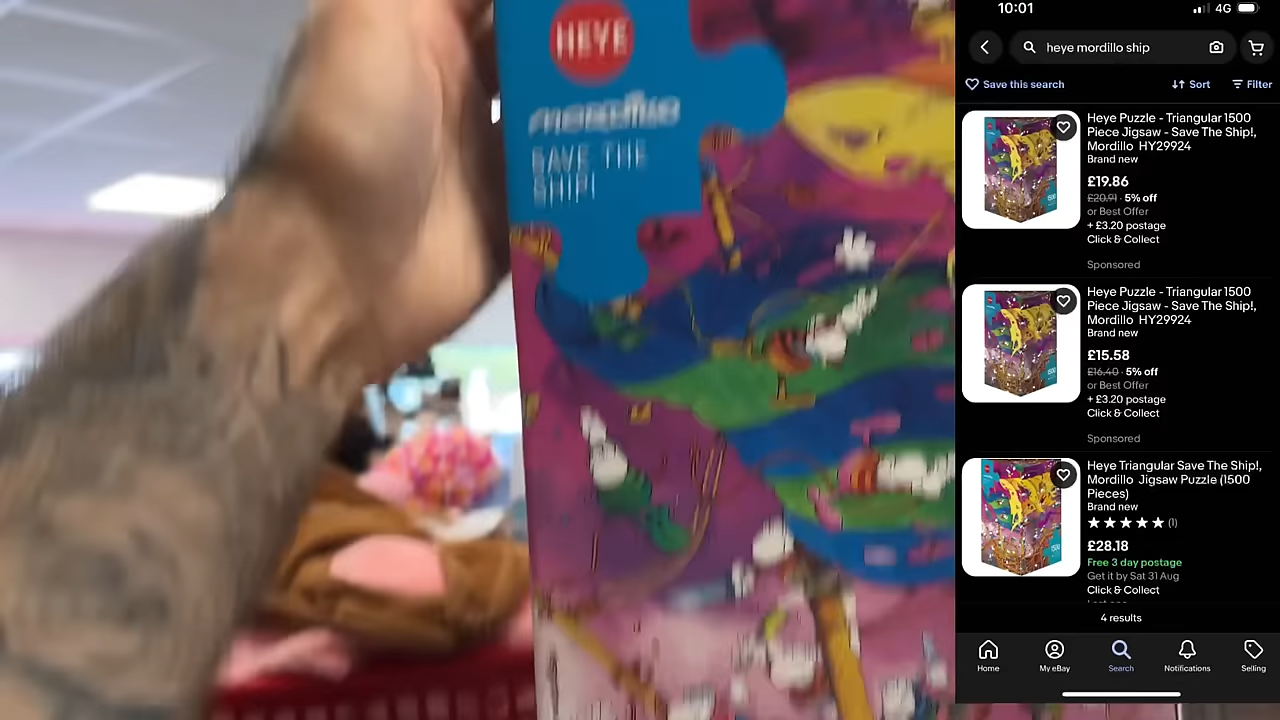 HEYE
mordillo
SAVE THE
SHIP!
10:01
4G
heye mordillo ship
Save this search
Sort
Filter
Heye Puzzle - Triangular 1500
Piece Jigsaw - Save The Ship!,
Mordillo HY29924
Brand new
£19.86
£20.91 · 5% off
or Best Offer
+ £3.20 postage
Click & Collect
Sponsored
Heye Puzzle - Triangular 1500
Piece Jigsaw - Save The Ship!,
Mordillo HY29924
Brand new
£15.58
£16.40 · 5% off
or Best Offer
+ £3.20 postage
Click & Collect
Sponsored
Heye Triangular Save The Ship!,
Mordillo Jigsaw Puzzle (1500
Pieces)
Brand new
(1)
£28.18
Free 3 day postage
Get it by Sat 31 Aug
Click & Collect
Last one
4 results
Home
My eBay
Search
Notifications
Selling